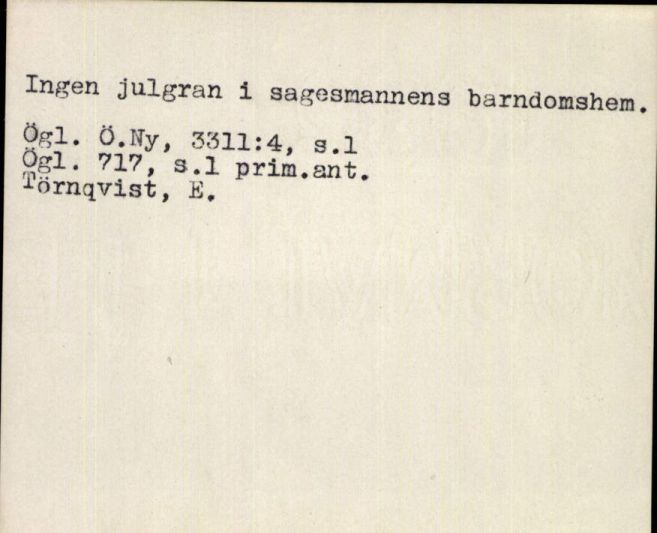 Ingen julgran i sagesmannens barndomshem.
Ögl. Ö.Ny, 3311:4, s.1
Ögl. 717, s.1 prim.ant.
Törnqvist, E.